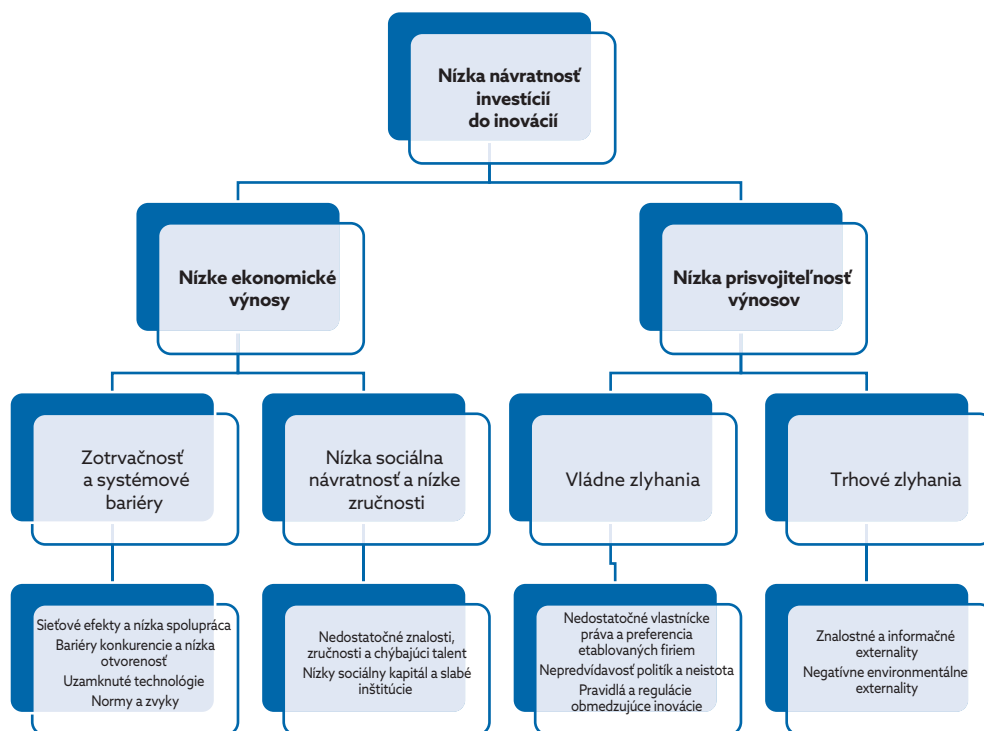 Nízka návratnosť
investícií
do inovácií
Nízke ekonomické
výnosy
Nízka prisvojiteľnosť
výnosov
Zotrvačnosť
a systémové
bariéry
Nízka sociálna
návratnosť a nízke
zručnosti
Vládne zlyhania
Trhové zlyhania
Sieťové efekty a nízka spolupráca
Bariéry konkurencie a nízka
otvorenosť
Uzamknuté technológie
Normy a zvyky
Nedostatočné znalosti,
zručnosti a chýbajúci talent
Nízky sociálny kapitál a slabé
inštitúcie
Nedostatočné vlastnícke
práva a preferencia
etablovaných firiem
Nepredvídavosť politík a neistota
Pravidlá a regulácie
obmedzujúce inovácie
Znalostné a informačné
externality
Negatívne environmentálne
externality